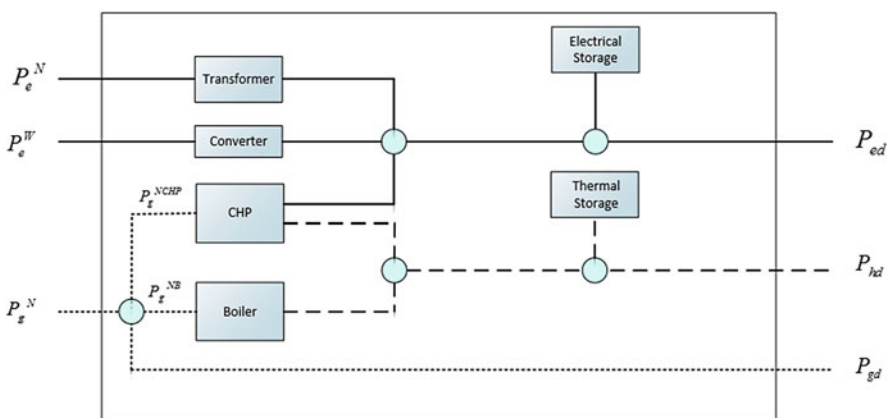 Electrical
Storage
P_e^N
Transformer
P_e^W
Converter
P_ed
P_g^NCHP
CHP
Thermal
Storage
P_hd
P_g^NB
P_g^N
Boiler
P_gd